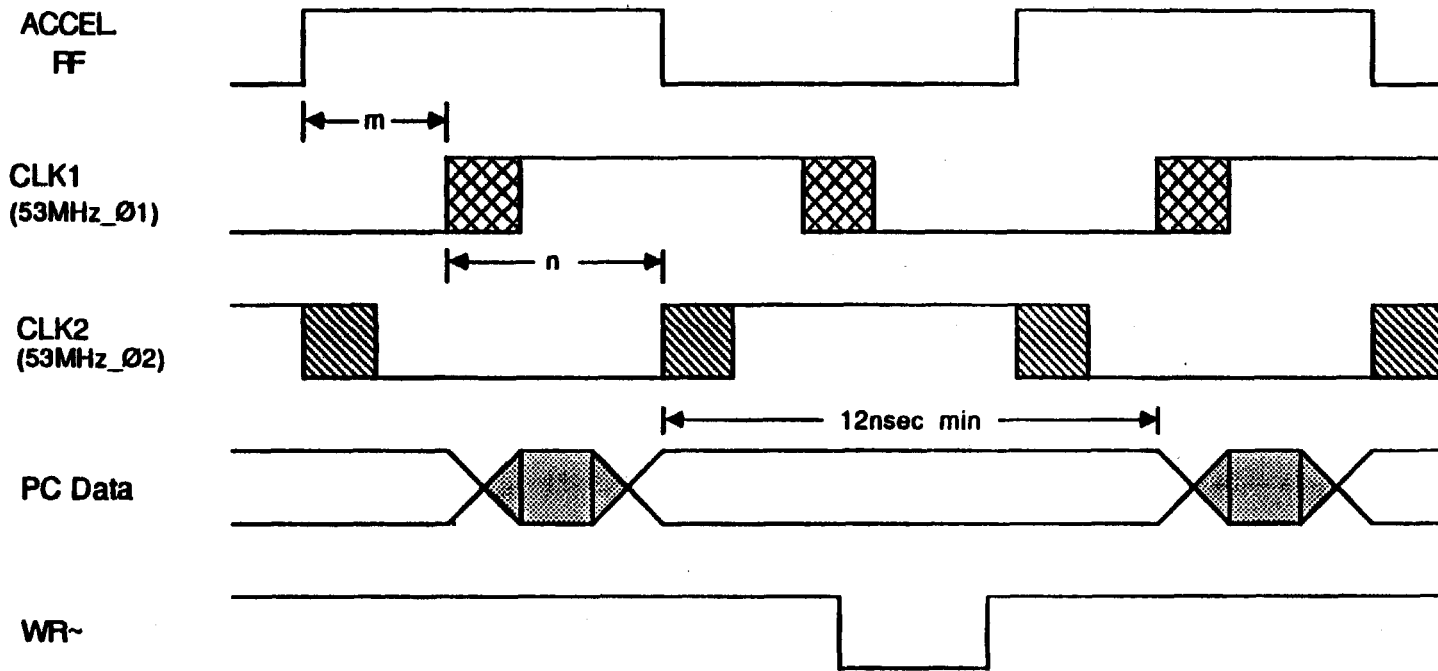 ACCEL.
RF
m
CLK1
(53MHz_Ø1)
n
CLK2
(53MHz_Ø2)
12nsec min
PC Data
WR~